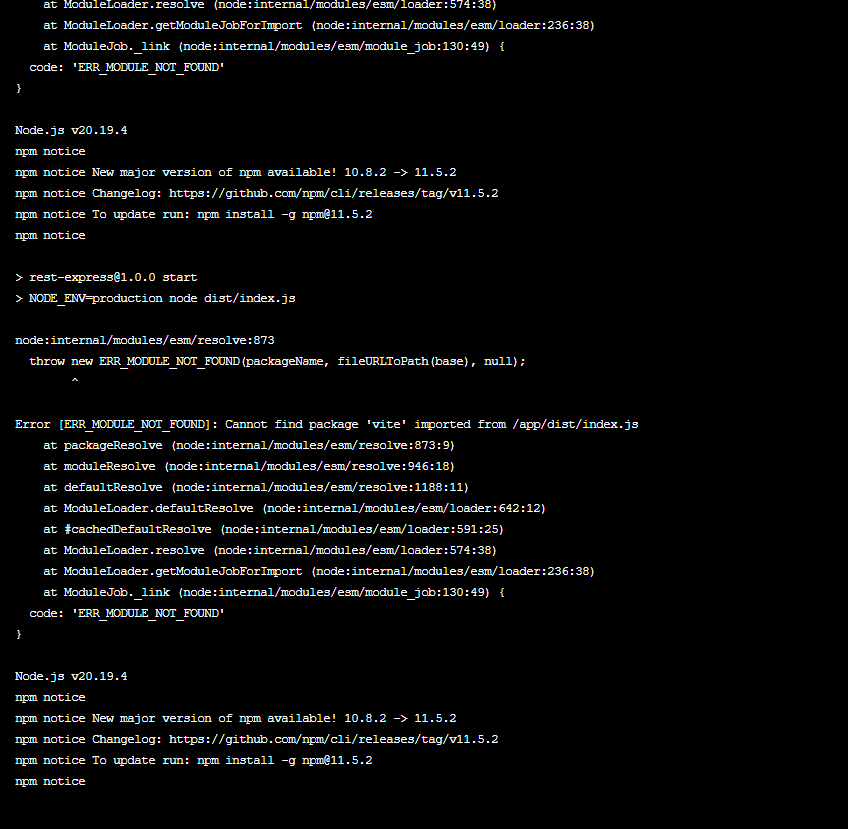 at ModuleLoader.resolve (node:internal/modules/esm/loader:574:38)
at ModuleLoader.getModuleJobForImport (node:internal/modules/esm/loader:236:38)
at ModuleJob._link (node:internal/modules/esm/module_job:130:49) {
code: 'ERR_MODULE_NOT_FOUND'
}
Node.js v20.19.4
npm notice
npm notice New major version of npm available! 10.8.2 -> 11.5.2
npm notice Changelog: https://github.com/npm/cli/releases/tag/v11.5.2
npm notice To update run: npm install -g npm@11.5.2
npm notice
> rest-express@1.0.0 start
> NODE_ENV=production node dist/index.js
node:internal/modules/esm/resolve:873
throw new ERR_MODULE_NOT_FOUND(packageName, fileURLToPath(base), null);
^
Error [ERR_MODULE_NOT_FOUND]: Cannot find package 'vite' imported from /app/dist/index.js
at packageResolve (node:internal/modules/esm/resolve:873:9)
at moduleResolve (node:internal/modules/esm/resolve:946:18)
at defaultResolve (node:internal/modules/esm/resolve:1188:11)
at ModuleLoader.defaultResolve (node:internal/modules/esm/loader:642:12)
at #cachedDefaultResolve (node:internal/modules/esm/loader:591:25)
at ModuleLoader.resolve (node:internal/modules/esm/loader:574:38)
at ModuleLoader.getModuleJobForImport (node:internal/modules/esm/loader:236:38)
at ModuleJob._link (node:internal/modules/esm/module_job:130:49) {
code: 'ERR_MODULE_NOT_FOUND'
}
Node.js v20.19.4
npm notice
npm notice New major version of npm available! 10.8.2 -> 11.5.2
npm notice Changelog: https://github.com/npm/cli/releases/tag/v11.5.2
npm notice To update run: npm install -g npm@11.5.2
npm notice